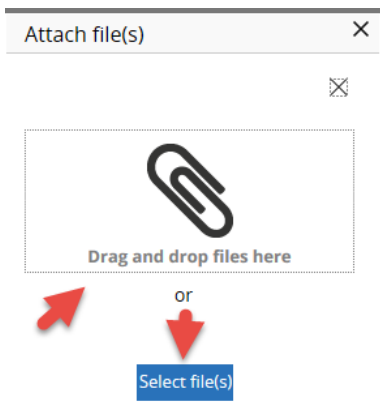 Attach file(s)
Drag and drop files here
or
Select file(s)